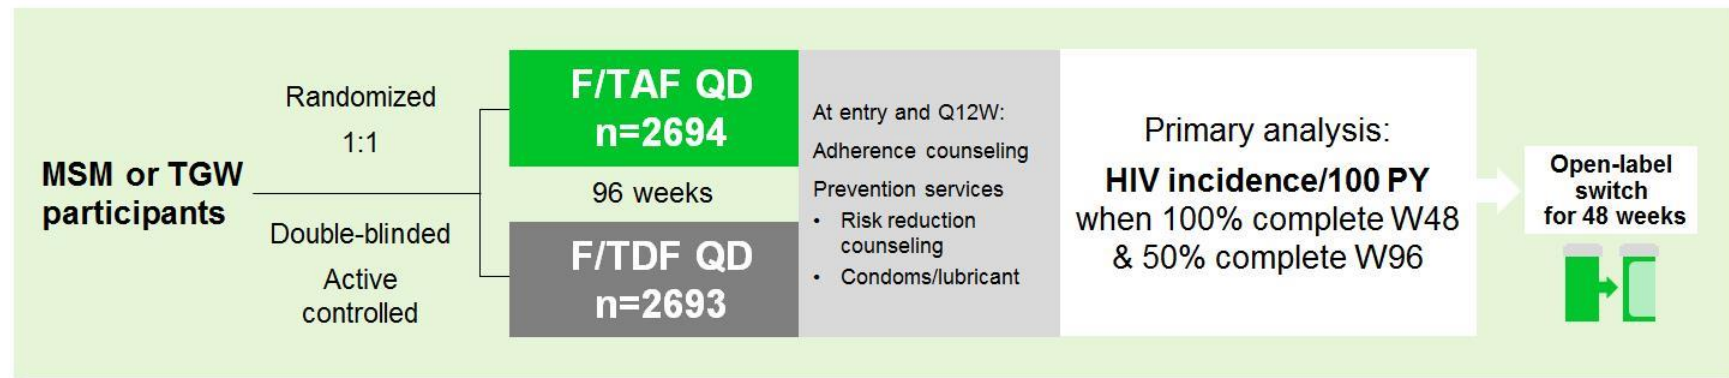 MSM or TGW
participants
Randomized
1:1
Double-blinded
Active
controlled
F/TAF QD
n=2694
96 weeks
F/TDF QD
n=2693
At entry and Q12W:
Adherence counseling
Prevention services
• Risk reduction
counseling
• Condoms/lubricant
Primary analysis:
HIV incidence/100 PY
when 100% complete W48
& 50% complete W96
Open-label
switch
for 48 weeks